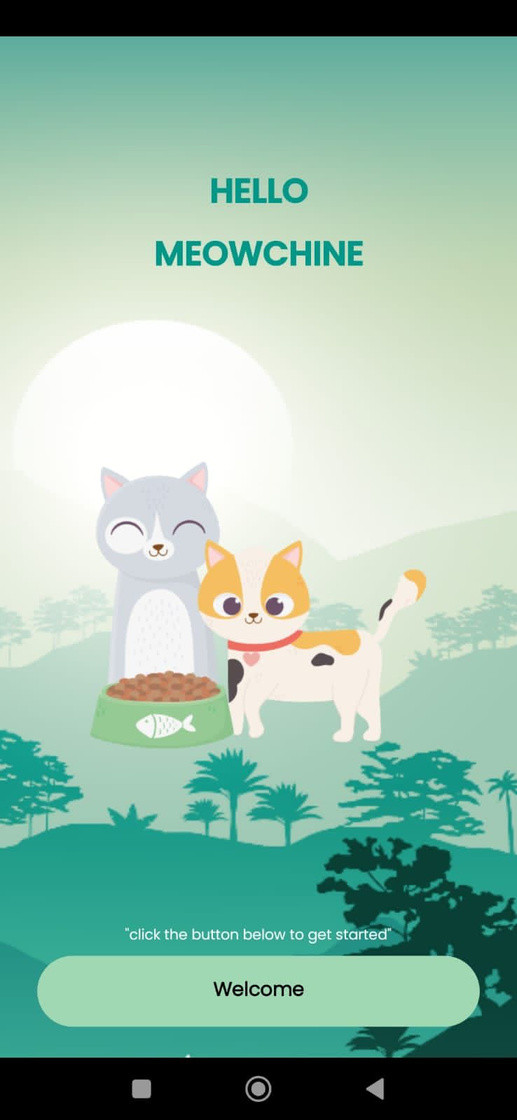 HELLO
MEOWCHINE
"click the button below to get started"
Welcome